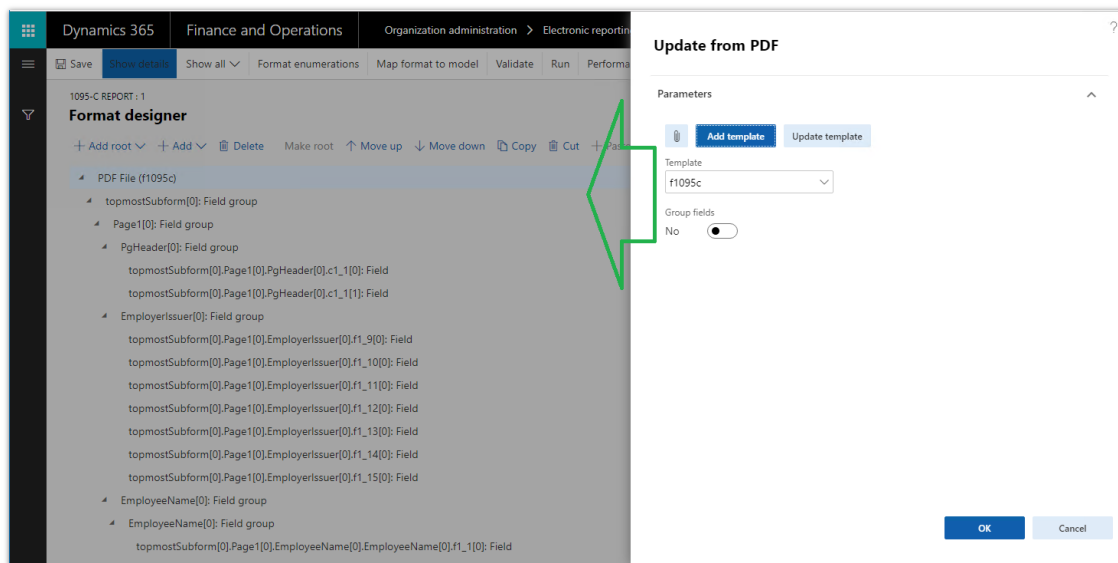 Dynamics 365 Finance and Operations Organization administration > Electronic reportin
Save Show details Show all Format enumerations Map format to model Validate Run Performa
1095-C REPORT : 1
Format designer
+ Add root + Add Delete Make root Move up Move down Copy Cut + Pas
PDF File (f1095c)
topmostSubform[0]: Field group
Page1[0]: Field group
PgHeader[0]: Field group
topmostSubform[0].Page1[0].PgHeader[0].c1_1[0]: Field
topmostSubform[0].Page1[0].PgHeader[0].c1_1[1]: Field
EmployerIssuer[0]: Field group
topmostSubform[0].Page1[0].EmployerIssuer[0].f1_9[0]: Field
topmostSubform[0].Page1[0].EmployerIssuer[0].f1_10[0]: Field
topmostSubform[0].Page1[0].EmployerIssuer[0].f1_11[0]: Field
topmostSubform[0].Page1[0].EmployerIssuer[0].f1_12[0]: Field
topmostSubform[0].Page1[0].EmployerIssuer[0].f1_13[0]: Field
topmostSubform[0].Page1[0].EmployerIssuer[0].f1_14[0]: Field
topmostSubform[0].Page1[0].EmployerIssuer[0].f1_15[0]: Field
EmployeeName[0]: Field group
EmployeeName[0]: Field group
topmostSubform[0].Page1[0].EmployeeName[0].EmployeeName[0].f1_1[0]: Field
?
Update from PDF
Parameters
Add template Update template
Template
f1095c
Group fields
No
OK Cancel